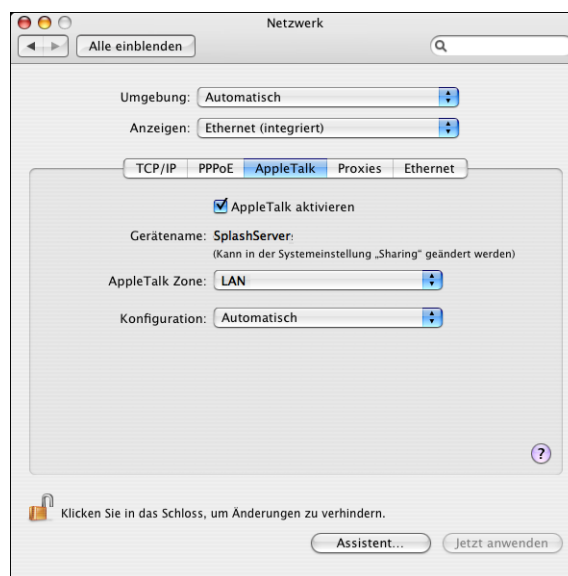 Netzwerk
Alle einblenden
Umgebung: Automatisch
Anzeigen: Ethernet (integriert)
TCP/IP PPPoE AppleTalk Proxies Ethernet
AppleTalk aktivieren
Gerätename: SplashServer
(Kann in der Systemeinstellung „Sharing“ geändert werden)
AppleTalk Zone: LAN
Konfiguration: Automatisch
?
Klicken Sie in das Schloss, um Änderungen zu verhindern.
Assistent... Jetzt anwenden